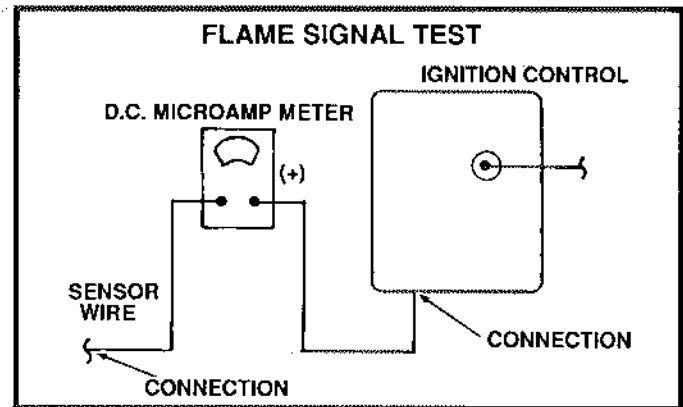 FLAME SIGNAL TEST
IGNITION CONTROL
D.C. MICROAMP METER
(+)
SENSOR
WIRE
CONNECTION
CONNECTION